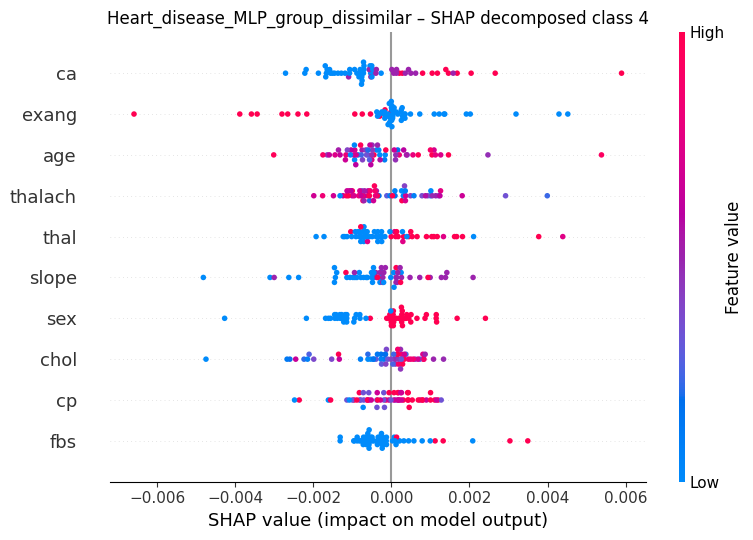 Heart_disease_MLP_group_dissimilar – SHAP decomposed class 4
High
ca
exang
age
thalach
thal
slope
sex
chol
cp
fbs
Feature value
Low
−0.006 −0.004 −0.002 0.000 0.002 0.004 0.006
SHAP value (impact on model output)